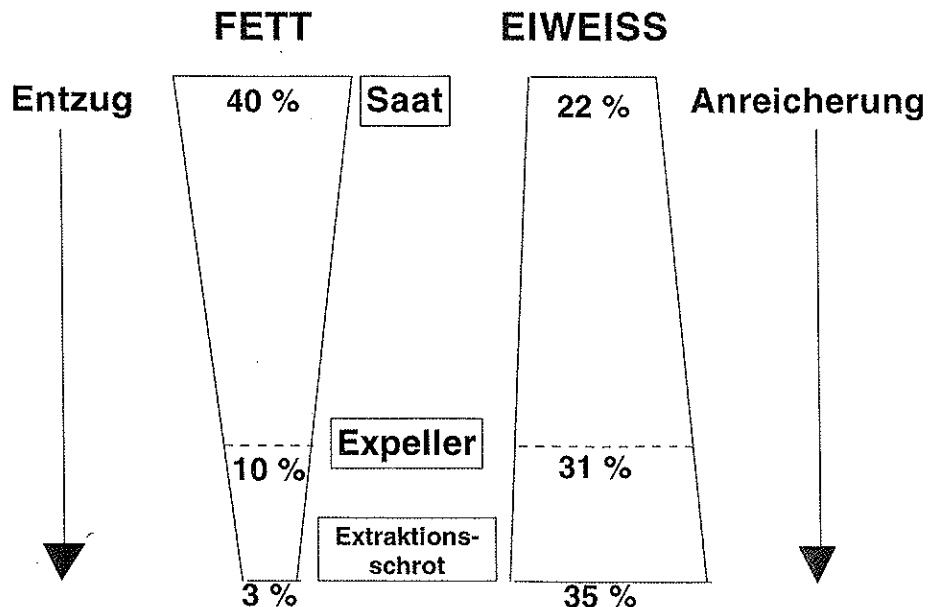 FETT EIWEISS
Entzug 40 % Saat 22 % Anreicherung
Expeller
10 % 31 %
Extraktions-
schrot
3 % 35 %